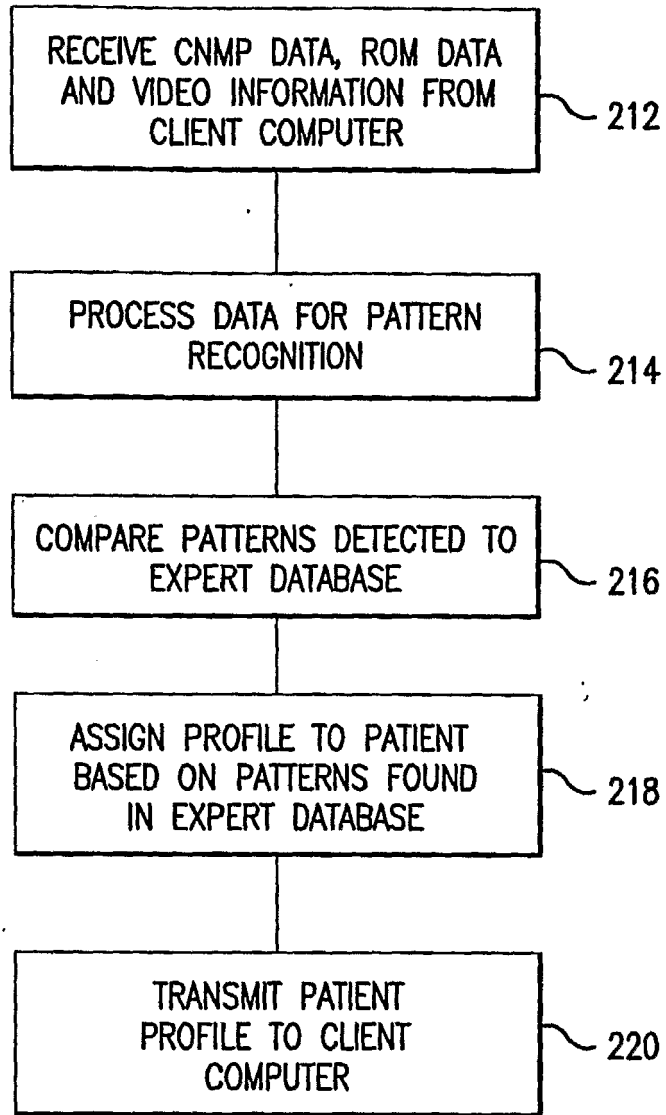 RECEIVE CNMP DATA, ROM DATA
AND VIDEO INFORMATION FROM
CLIENT COMPUTER
212
PROCESS DATA FOR PATTERN
RECOGNITION
214
COMPARE PATTERNS DETECTED TO
EXPERT DATABASE
216
ASSIGN PROFILE TO PATIENT
BASED ON PATTERNS FOUND
IN EXPERT DATABASE
218
TRANSMIT PATIENT
PROFILE TO CLIENT
COMPUTER
220